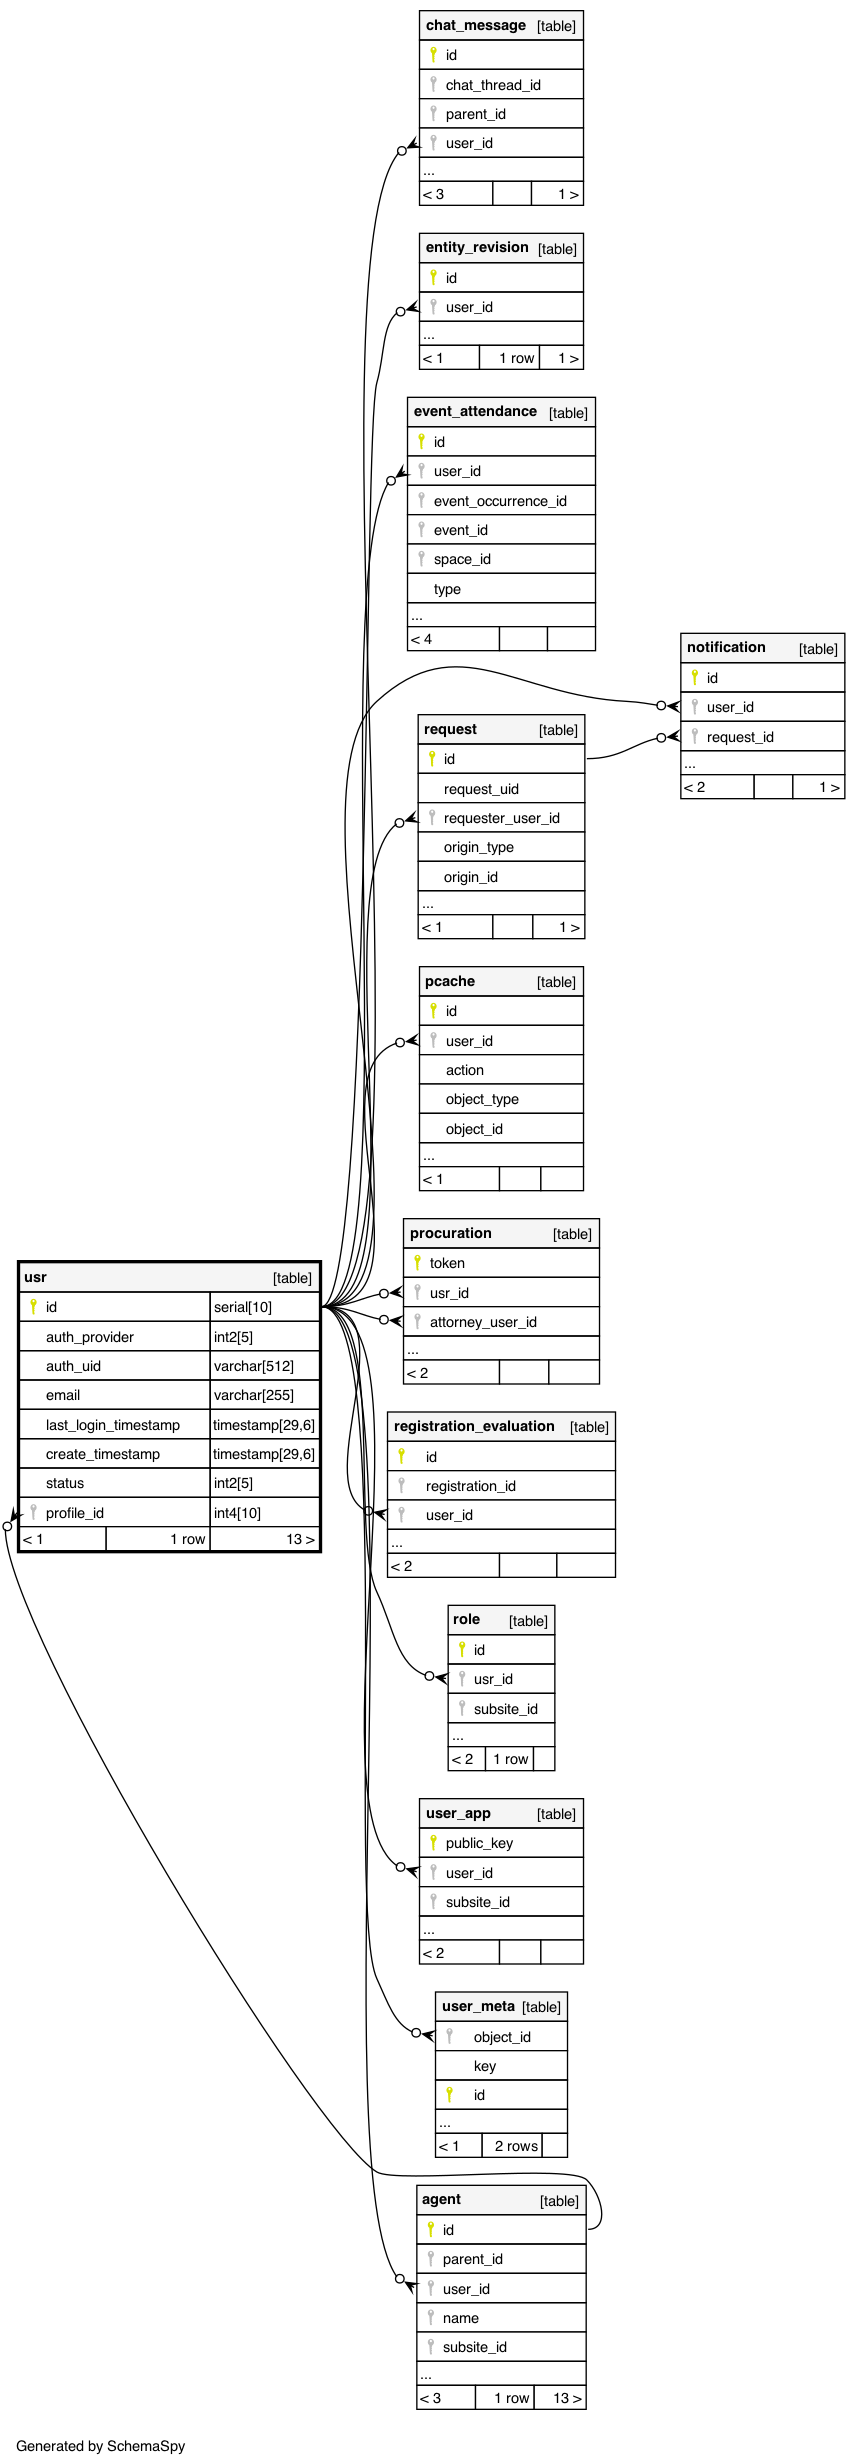 chat_message [table]
id
chat_thread_id
parent_id
user_id
...
< 3 1 >
entity_revision [table]
id
user_id
...
< 1 1 row 1 >
event_attendance [table]
id
user_id
event_occurrence_id
event_id
space_id
type
...
< 4
notification [table]
id
user_id
request_id
...
< 2 1 >
request [table]
id
request_uid
requester_user_id
origin_type
origin_id
...
< 1 1 >
pcache [table]
id
user_id
action
object_type
object_id
...
< 1
procuration [table]
token
usr_id
attorney_user_id
...
< 2
usr [table]
id serial[10]
auth_provider int2[5]
auth_uid varchar[512]
email varchar[255]
last_login_timestamp timestamp[29,6]
create_timestamp timestamp[29,6]
status int2[5]
profile_id int4[10]
< 1 1 row 13 >
registration_evaluation [table]
id
registration_id
user_id
...
< 2
role [table]
id
usr_id
subsite_id
...
< 2 1 row
user_app [table]
public_key
user_id
subsite_id
...
< 2
user_meta [table]
object_id
key
id
...
< 1 2 rows
agent [table]
id
parent_id
user_id
name
subsite_id
...
< 3 1 row 13 >
Generated by SchemaSpy